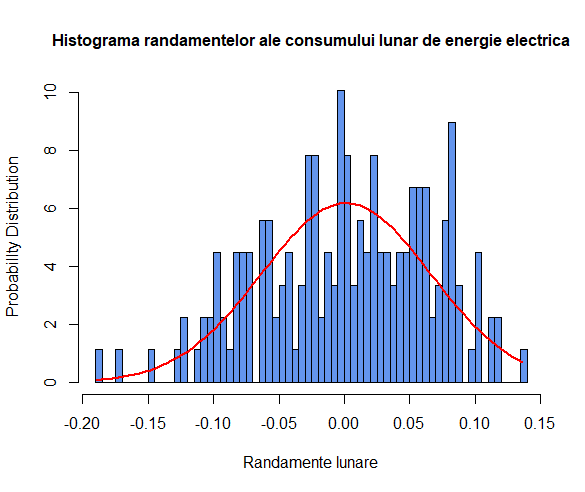 Histograma randamentelor ale consumului lunar de energie electrica
Probability Distribution
10
8
6
4
2
0
-0.20 -0.15 -0.10 -0.05 0.00 0.05 0.10 0.15
Randamente lunare